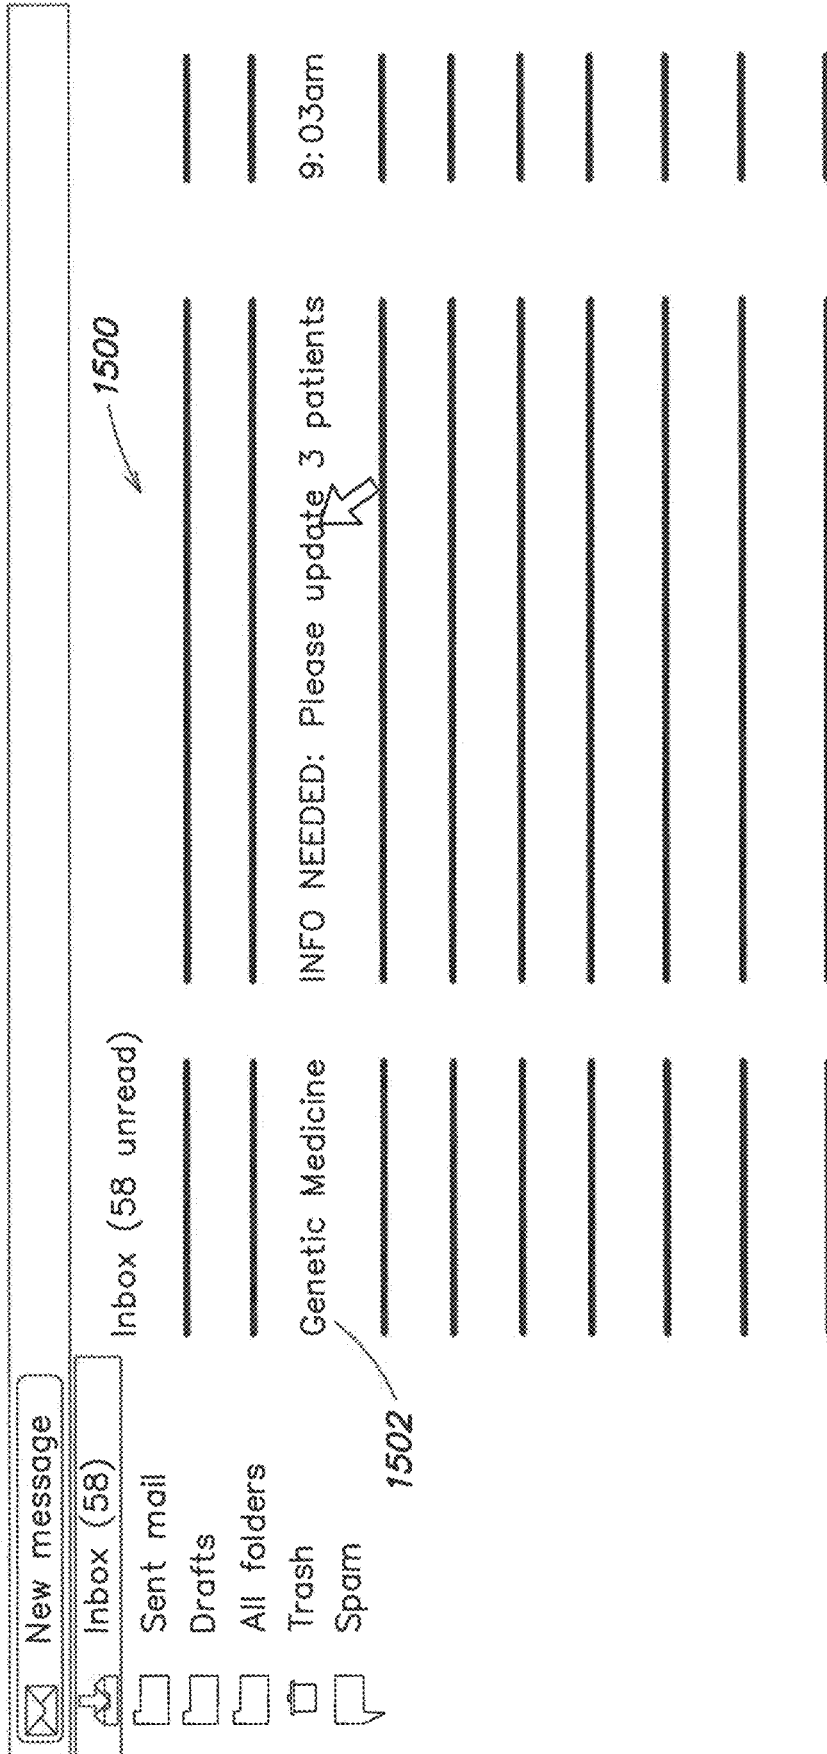 New message
Inbox (58)
Sent mail
Drafts
All folders
Trash
Spam
Inbox (58 unread)
1500
Genetic Medicine INFO NEEDED: Please update 3 patients 9:03am
1502